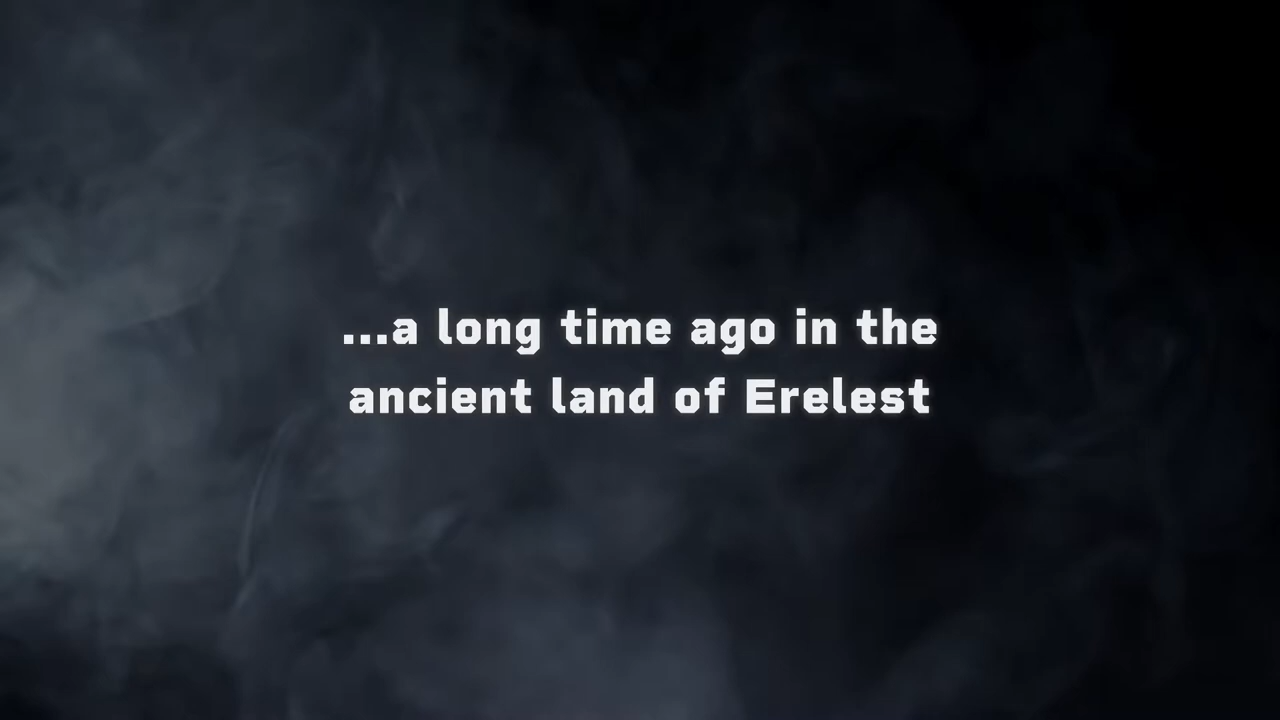 ...a long time ago in the
ancient land of Erelest